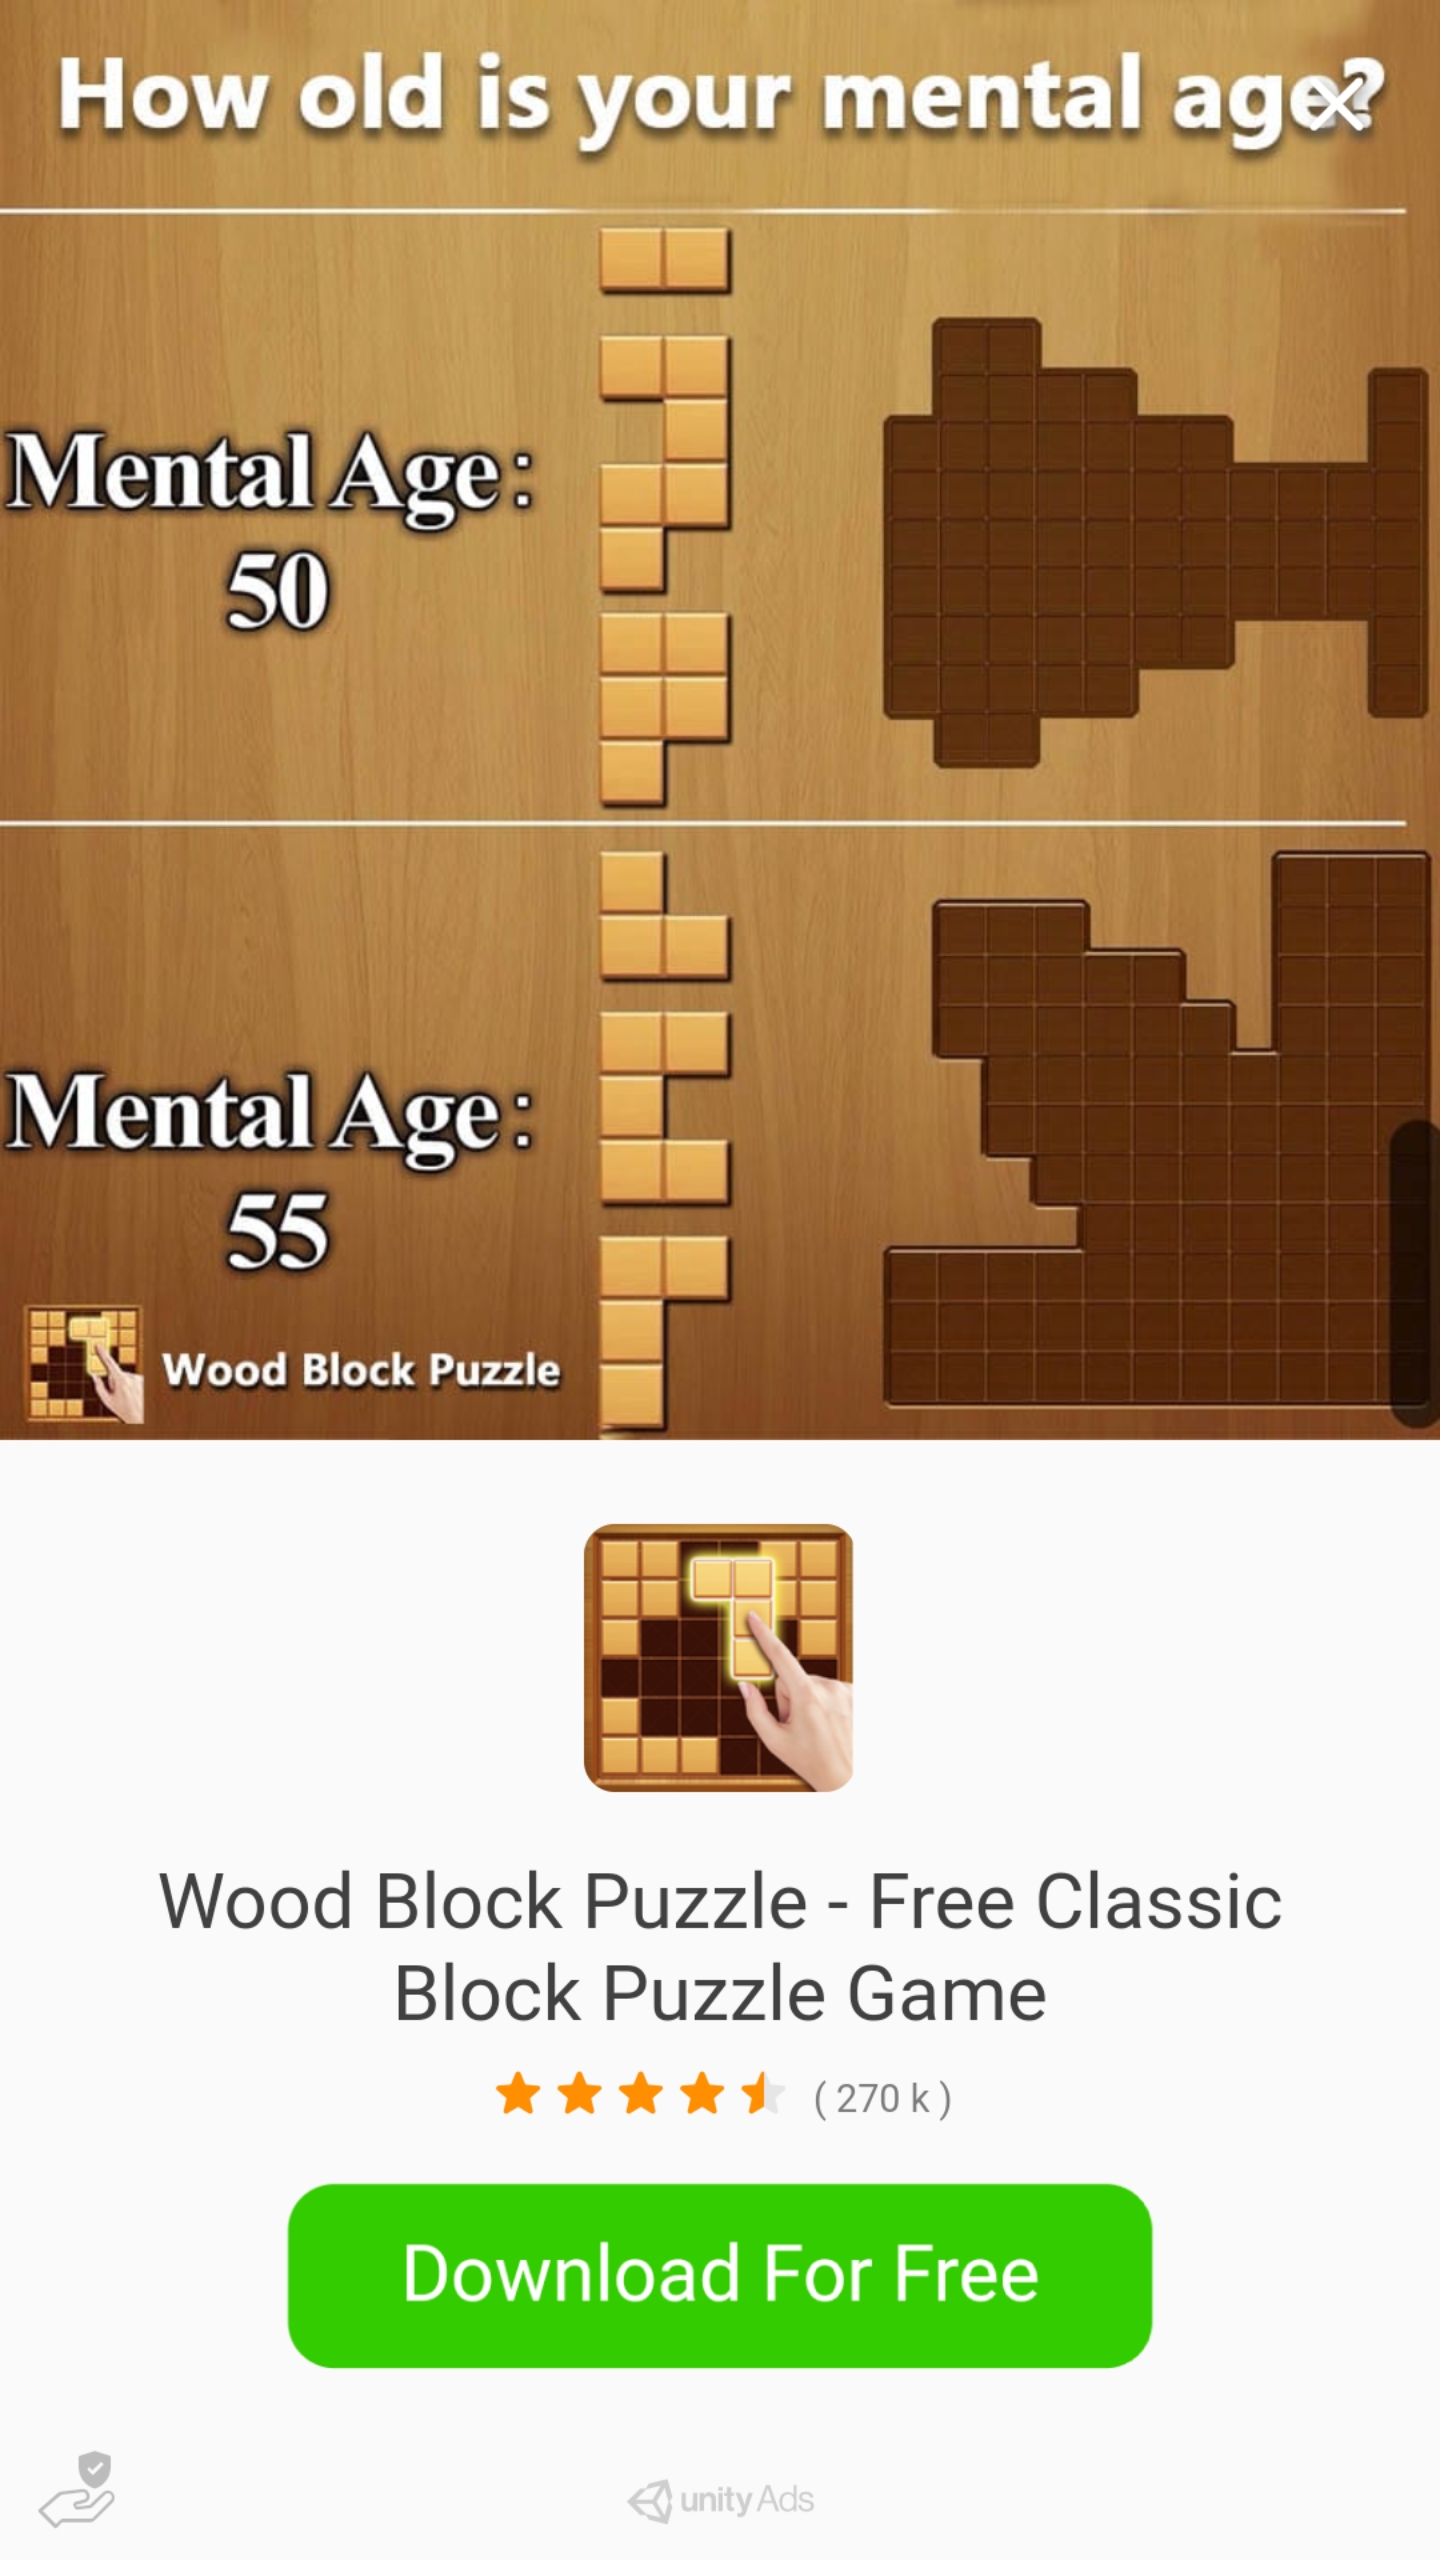 How old is your mental age?
Mental Age:
50
Mental Age:
55
Wood Block Puzzle
Wood Block Puzzle - Free Classic
Block Puzzle Game
( 270 k )
Download For Free
unity Ads